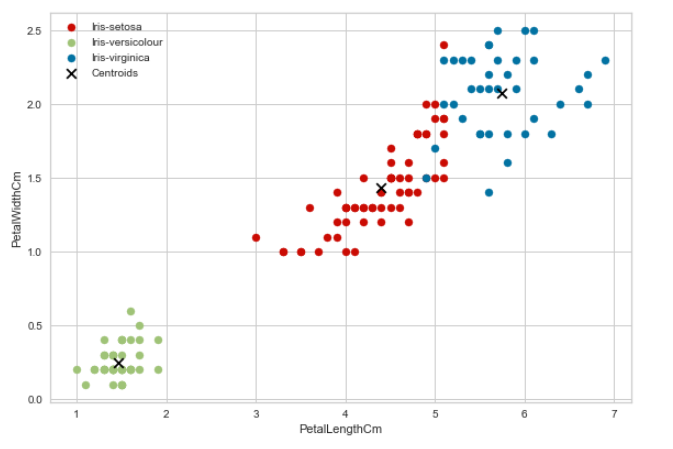 Iris-setosa
Iris-versicolour
Iris-virginica
Centroids
2.5
2.0
1.5
1.0
0.5
0.0
PetalWidthCm
1 2 3 4 5 6 7
PetalLengthCm